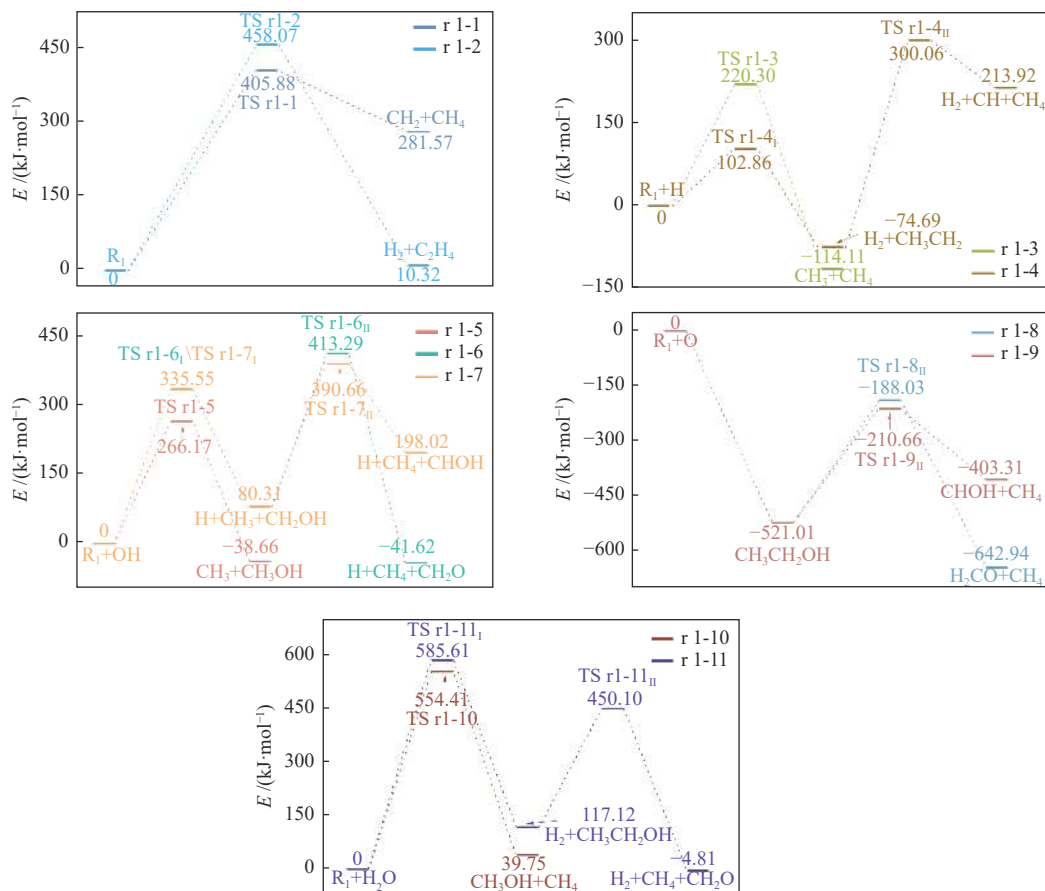 TS r1-2
458.07
405.88
TS r1-1
CH₂+CH₄
281.57
R₁
0
H₂+C₂H₄
10.32
r 1-1
r 1-2
E /(kJ·mol⁻¹)
450
300
150
0
TS r1-3
220.30
TS r1-4_I
102.86
TS r1-4_II
300.06
213.92
H₂+CH+CH₄
R₁+H
0
−74.69
H₂+CH₃CH₂
−114.11
CH₃+CH₄
r 1-3
r 1-4
E /(kJ·mol⁻¹)
300
150
0
−150
TS r1-6_I\TS r1-7_I
335.55
TS r1-5
266.17
TS r1-6_II
413.29
390.66
TS r1-7_II
198.02
H+CH₄+CHOH
80.31
H+CH₃+CH₂OH
0
R₁+OH
−38.66
CH₃+CH₃OH
−41.62
H+CH₄+CH₂O
r 1-5
r 1-6
r 1-7
E /(kJ·mol⁻¹)
450
300
150
0
0
R₁+O
TS r1-8_II
−188.03
−210.66
TS r1-9_II
−403.31
CHOH+CH₄
−521.01
CH₃CH₂OH
−642.94
H₂CO+CH₄
r 1-8
r 1-9
E /(kJ·mol⁻¹)
0
−150
−300
−450
−600
TS r1-11_I
585.61
554.41
TS r1-10
TS r1-11_II
450.10
117.12
H₂+CH₃CH₂OH
0
R₁+H₂O
39.75
CH₃OH+CH₄
−4.81
H₂+CH₄+CH₂O
r 1-10
r 1-11
E /(kJ·mol⁻¹)
600
450
300
150
0